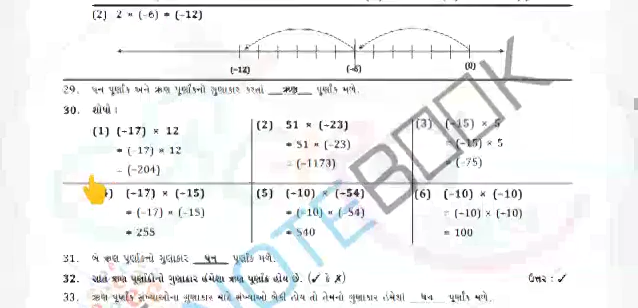 (2) 2 × (-6) = (-12)
(-12) (-6) (0)
29. ધન પૂર્ણાંક અને ઋણ પૂર્ણાંકનો ગુણાકાર કરતાં ઋણ પૂર્ણાંક મળે.
30. શોધો :
(1) (-17) × 12 (2) 51 × (-23) (3) (-15) × 5
= (-17) × 12 = 51 × (-23) = (-15) × 5
= (-204) = (-1173) = (-75)
(-17) × (-15) (5) (-10) × (-54) (6) (-10) × (-10)
= (-17) × (-15) = (-10) × (-54) = (-10) × (-10)
= 255 = 540 = 100
31. બે ઋણ પૂર્ણાંકનો ગુણાકાર ધન પૂર્ણાંક મળે.
32. સાત ઋણ પૂર્ણાંકોનો ગુણાકાર હંમેશા ઋણ પૂર્ણાંક હોય છે. (✓ કે ✗) ઉત્તર : ✓
33. ઋણ પૂર્ણાંક સંખ્યાઓના ગુણાકાર માટે સંખ્યાઓ બેકી હોય તો તેમનો ગુણાકાર હંમેશાં ધન પૂર્ણાંક મળે.
NOTEBOOK